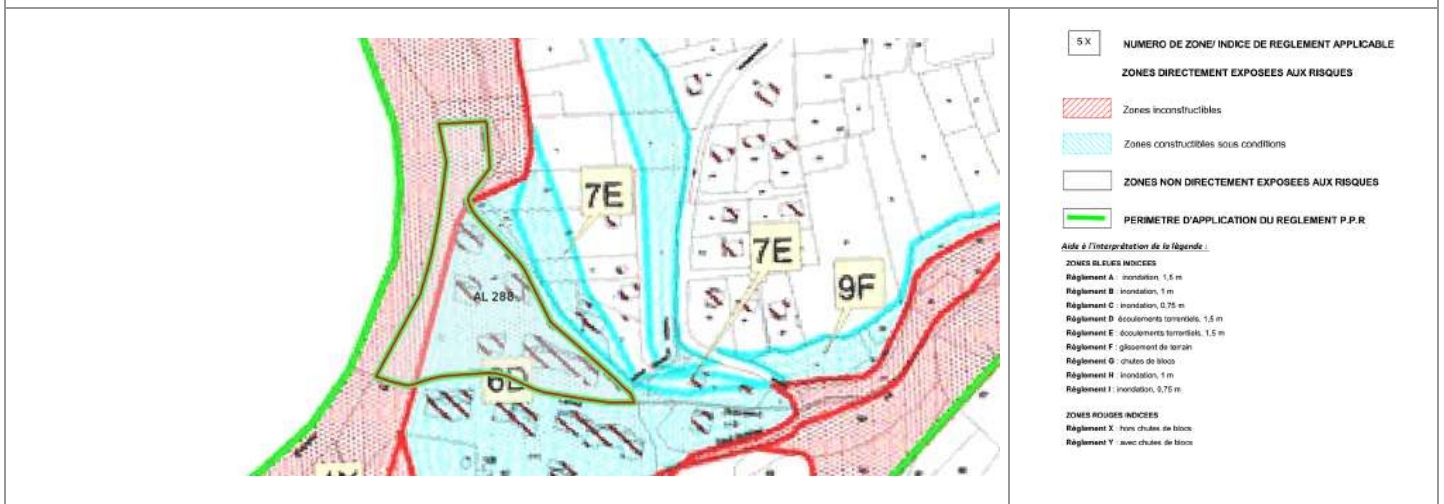 7E
7E
9F
AL 288
6D
5 X
NUMERO DE ZONE/ INDICE DE REGLEMENT APPLICABLE
ZONES DIRECTEMENT EXPOSEES AUX RISQUES
Zones inconstructibles
Zones constructibles sous conditions
ZONES NON DIRECTEMENT EXPOSEES AUX RISQUES
PERIMETRE D'APPLICATION DU REGLEMENT P.P.R
Aide à l'interprétation de la légende :
ZONES BLEUES INDICEES
Règlement A : inondation, 1,5 m
Règlement B : inondation, 1 m
Règlement C : inondation, 0,75 m
Règlement D écoulements torrentiels, 1,5 m
Règlement E : écoulements torrentiels, 1,5 m
Règlement F : glissement de terrain
Règlement G : chutes de blocs
Règlement H : inondation, 1 m
Règlement I : inondation, 0,75 m
ZONES ROUGES INDICEES
Règlement X : hors chutes de blocs
Règlement Y : avec chutes de blocs